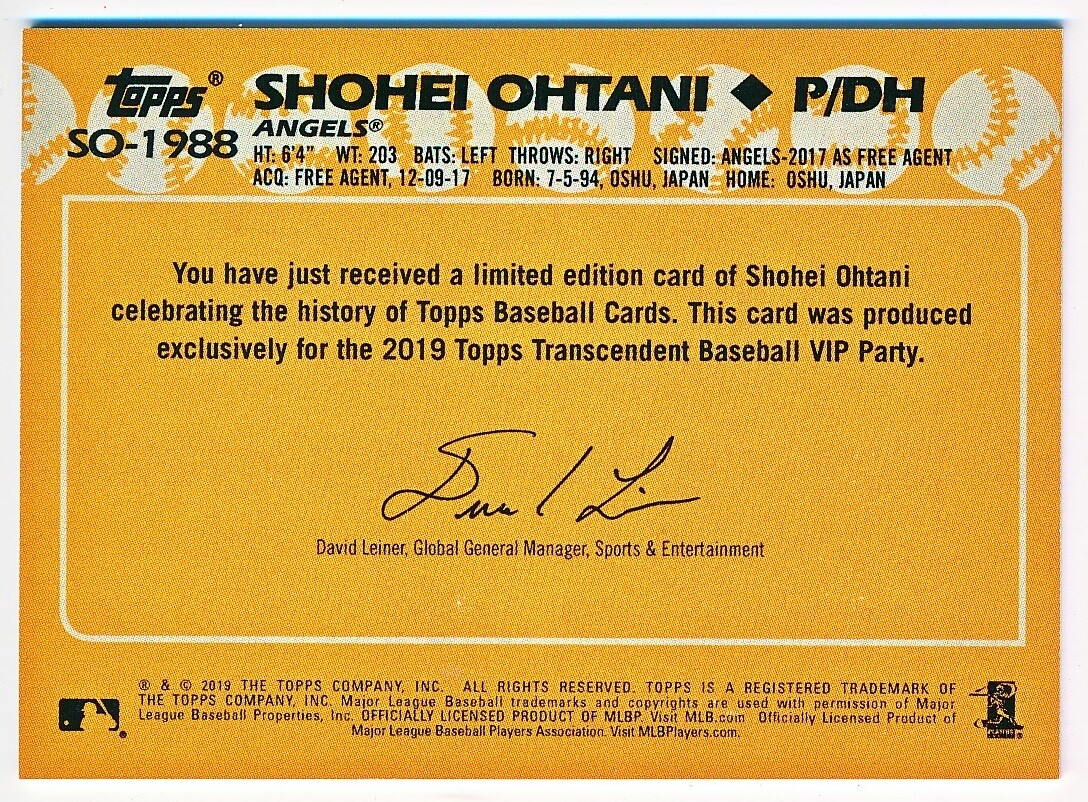 Topps® SHOHEI OHTANI ◆ P/DH
SO-1988 ANGELS®
HT: 6'4" WT: 203 BATS: LEFT THROWS: RIGHT SIGNED: ANGELS-2017 AS FREE AGENT
ACQ: FREE AGENT, 12-09-17 BORN: 7-5-94, OSHU, JAPAN HOME: OSHU, JAPAN
You have just received a limited edition card of Shohei Ohtani
celebrating the history of Topps Baseball Cards. This card was produced
exclusively for the 2019 Topps Transcendent Baseball VIP Party.
David Leiner, Global General Manager, Sports & Entertainment
® & © 2019 THE TOPPS COMPANY, INC. ALL RIGHTS RESERVED. TOPPS IS A REGISTERED TRADEMARK OF
THE TOPPS COMPANY, INC. Major League Baseball trademarks and copyrights are used with permission of Major
League Baseball Properties, Inc. OFFICIALLY LICENSED PRODUCT OF MLBP. Visit MLB.com Officially Licensed Product of
Major League Baseball Players Association. Visit MLBPlayers.com.